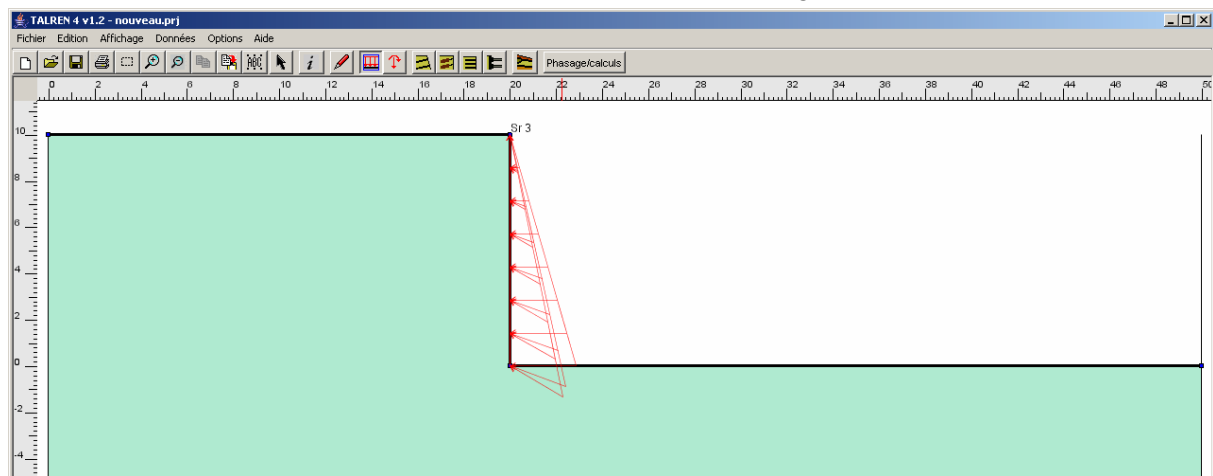 TALREN 4 v1.2 - nouveau.prj
Fichier Edition Affichage Données Options Aide
ABC i Phasage/calculs
0 2 4 6 8 10 12 14 16 18 20 22 24 26 28 30 32 34 36 38 40 42 44 46 48 50
10
Sr 3
8
6
4
2
0
-2
-4